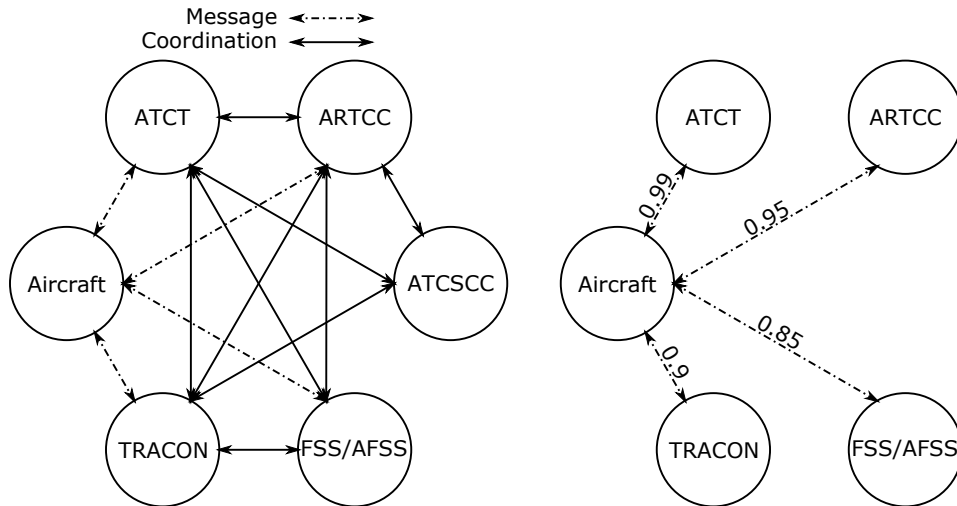 Message
Coordination
ATCT
ARTCC
Aircraft
ATCSCC
TRACON
FSS/AFSS
ATCT
ARTCC
0.99
0.95
Aircraft
0.85
0.9
TRACON
FSS/AFSS